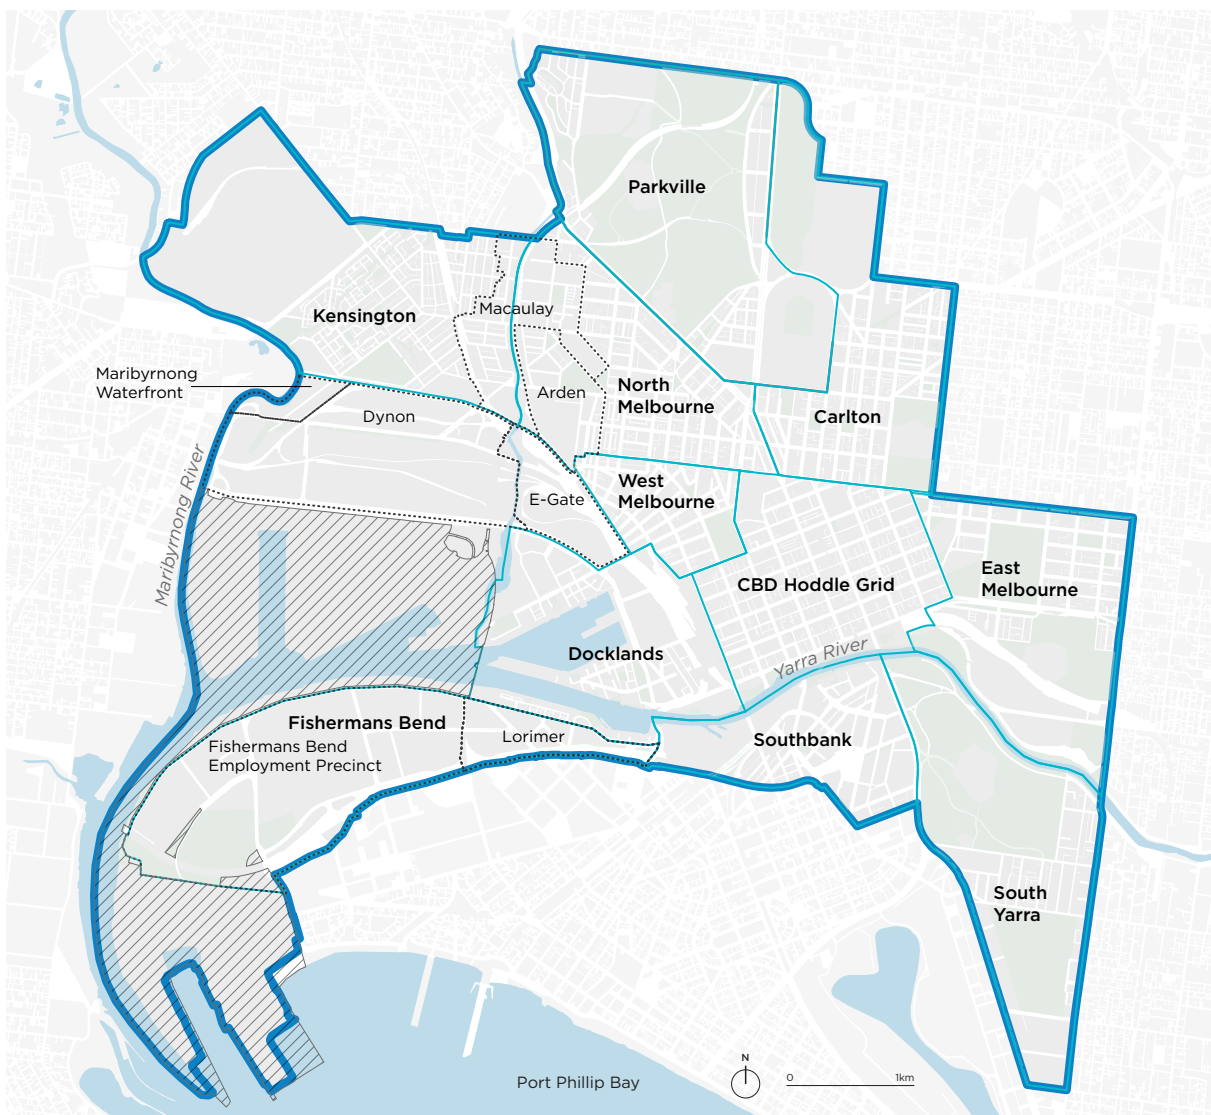 Parkville
Kensington
Macaulay
Maribyrnong
Waterfront
Arden
North
Melbourne
Dynon
Carlton
Maribyrnong River
West
Melbourne
E-Gate
East
Melbourne
CBD Hoddle Grid
Yarra River
Docklands
Fishermans Bend
Lorimer
Southbank
Fishermans Bend
Employment Precinct
South
Yarra
N
0
1km
Port Phillip Bay